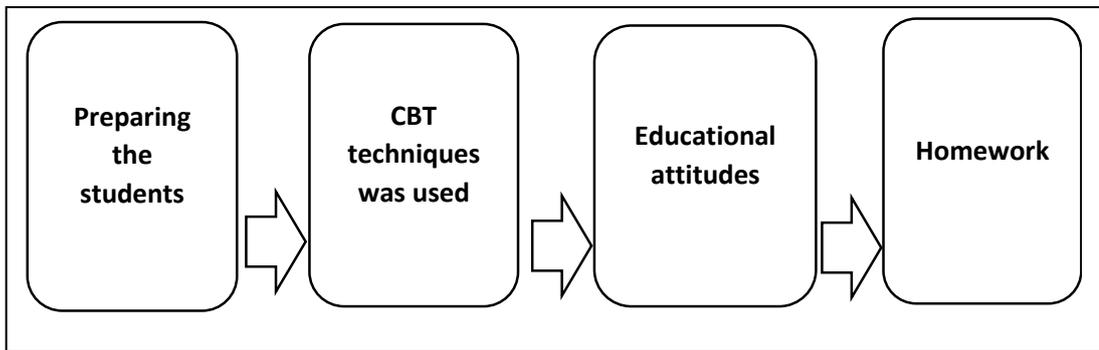 Preparing
the
students
CBT
techniques
was used
Educational
attitudes
Homework